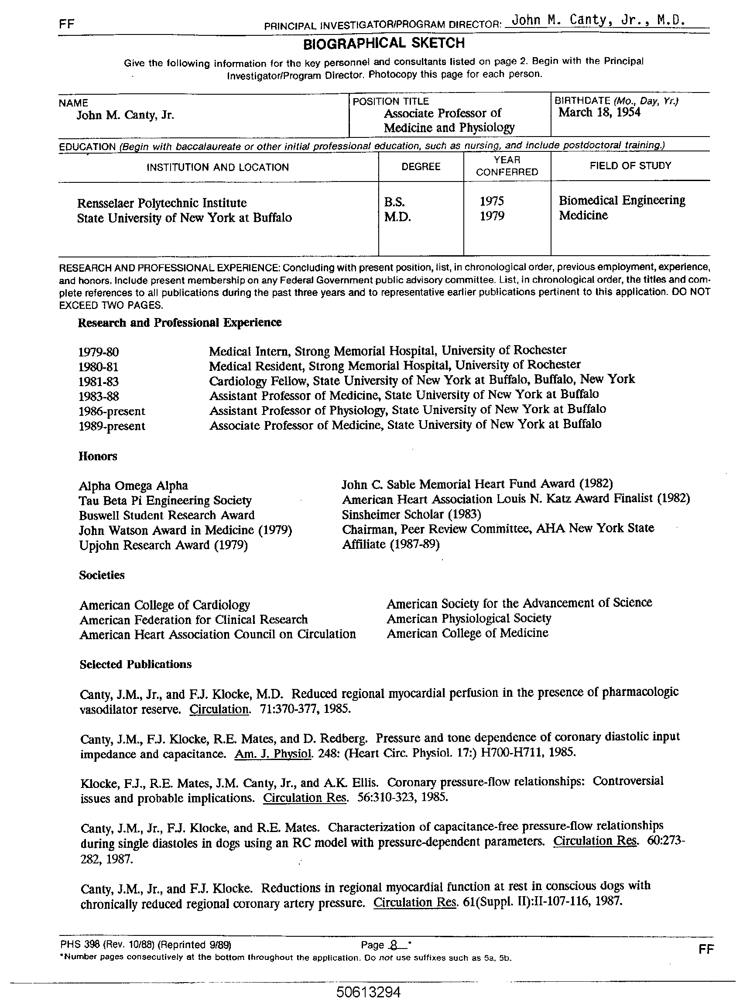 FF
PRINCIPAL INVESTIGATOR/PROGRAM DIRECTOR: John M. Canty, Jr., M.D.
BIOGRAPHICAL SKETCH
Give the following information for the key personnel and consultants listed on page 2. Begin with the Principal
Investigator/Program Director. Photocopy this page for each person.
NAME POSITION TITLE BIRTHDATE (Mo., Day, Yr.)
John M. Canty, Jr. Associate Professor of March 18, 1954
Medicine and Physiology
EDUCATION (Begin with baccalaureate or other initial professional education, such as nursing, and include postdoctoral training.)
INSTITUTION AND LOCATION DEGREE YEAR CONFERRED FIELD OF STUDY
Rensselaer Polytechnic Institute B.S. 1975 Biomedical Engineering
State University of New York at Buffalo M.D. 1979 Medicine
RESEARCH AND PROFESSIONAL EXPERIENCE: Concluding with present position, list, in chronological order, previous employment, experience,
and honors. Include present membership on any Federal Government public advisory committee. List, in chronological order, the titles and com-
plete references to all publications during the past three years and to representative earlier publications pertinent to this application. DO NOT
EXCEED TWO PAGES.
Research and Professional Experience
1979-80 Medical Intern, Strong Memorial Hospital, University of Rochester
1980-81 Medical Resident, Strong Memorial Hospital, University of Rochester
1981-83 Cardiology Fellow, State University of New York at Buffalo, Buffalo, New York
1983-88 Assistant Professor of Medicine, State University of New York at Buffalo
1986-present Assistant Professor of Physiology, State University of New York at Buffalo
1989-present Associate Professor of Medicine, State University of New York at Buffalo
Honors
Alpha Omega Alpha John C. Sable Memorial Heart Fund Award (1982)
Tau Beta Pi Engineering Society American Heart Association Louis N. Katz Award Finalist (1982)
Buswell Student Research Award Sinsheimer Scholar (1983)
John Watson Award in Medicine (1979) Chairman, Peer Review Committee, AHA New York State
Upjohn Research Award (1979) Affiliate (1987-89)
Societies
American College of Cardiology American Society for the Advancement of Science
American Federation for Clinical Research American Physiological Society
American Heart Association Council on Circulation American College of Medicine
Selected Publications
Canty, J.M., Jr., and F.J. Klocke, M.D. Reduced regional myocardial perfusion in the presence of pharmacologic
vasodilator reserve. Circulation. 71:370-377, 1985.
Canty, J.M., F.J. Klocke, R.E. Mates, and D. Redberg. Pressure and tone dependence of coronary diastolic input
impedance and capacitance. Am. J. Physiol. 248: (Heart Circ. Physiol. 17:) H700-H711, 1985.
Klocke, F.J., R.E. Mates, J.M. Canty, Jr., and A.K. Ellis. Coronary pressure-flow relationships: Controversial
issues and probable implications. Circulation Res. 56:310-323, 1985.
Canty, J.M., Jr., F.J. Klocke, and R.E. Mates. Characterization of capacitance-free pressure-flow relationships
during single diastoles in dogs using an RC model with pressure-dependent parameters. Circulation Res. 60:273-
282, 1987.
Canty, J.M., Jr., and F.J. Klocke. Reductions in regional myocardial function at rest in conscious dogs with
chronically reduced regional coronary artery pressure. Circulation Res. 61(Suppl. II):II-107-116, 1987.
PHS 398 (Rev. 10/88) (Reprinted 9/89) Page 8 * FF
*Number pages consecutively at the bottom throughout the application. Do not use suffixes such as 5a, 5b.
50613294